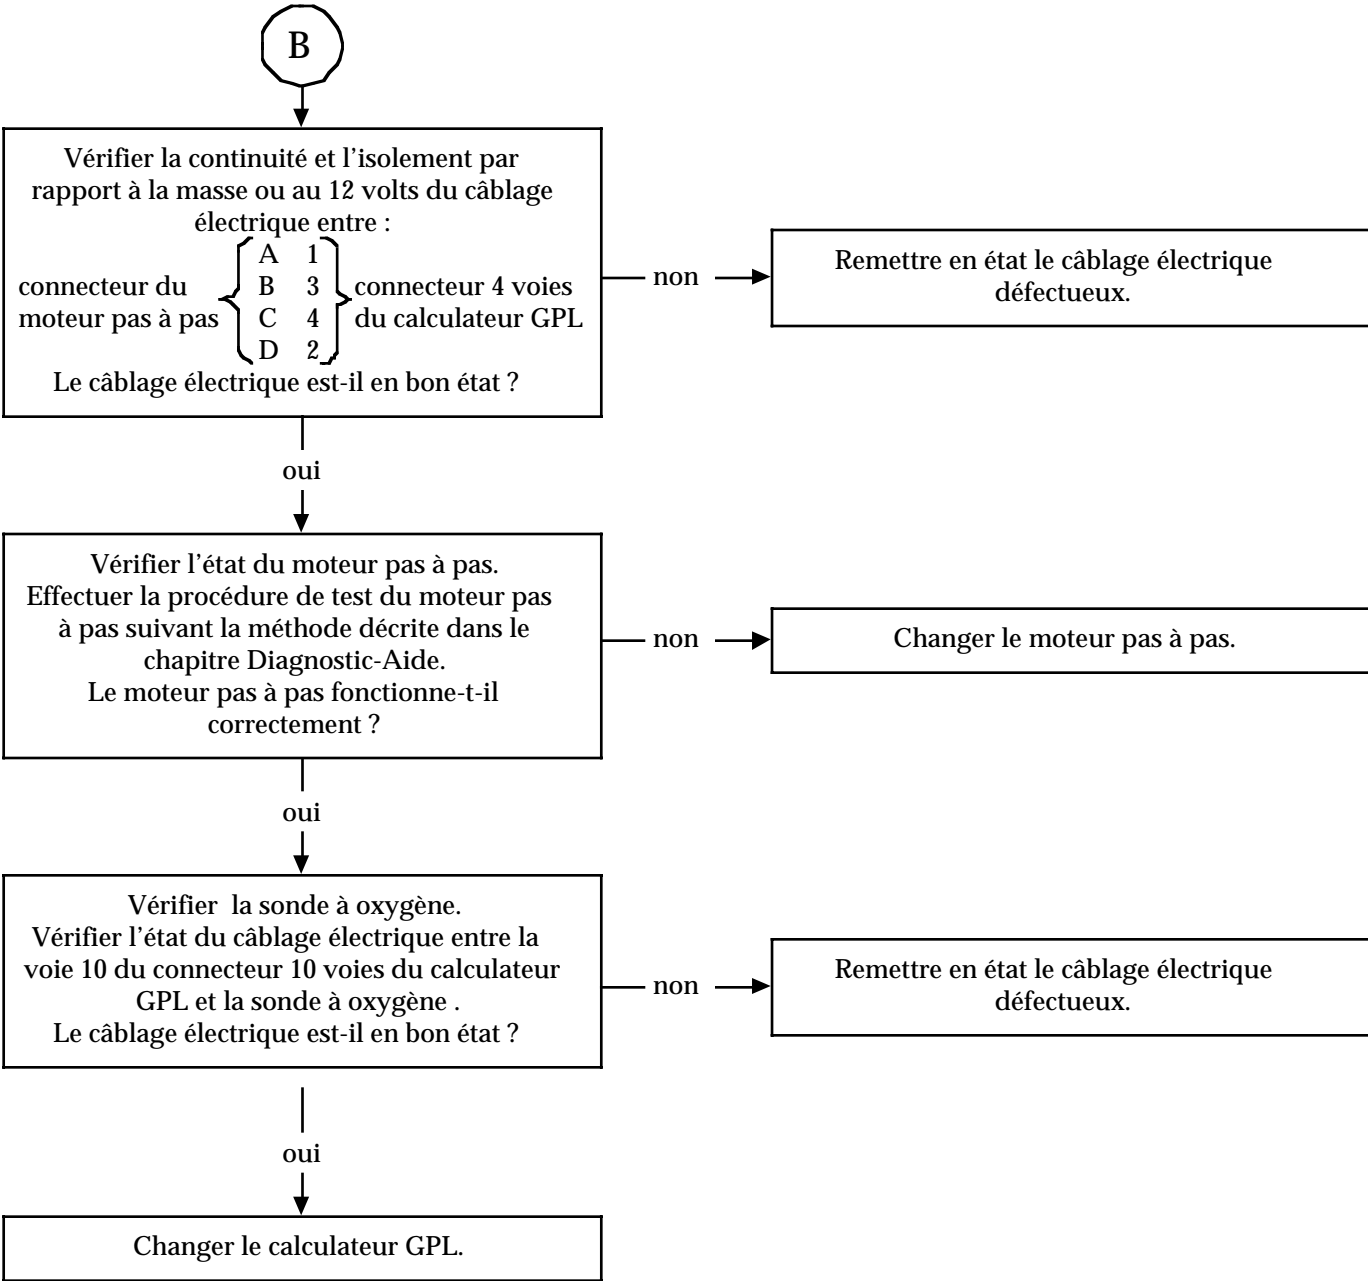 B
Vérifier la continuité et l'isolement par
rapport à la masse ou au 12 volts du câblage
électrique entre :
A 1
connecteur du B 3 connecteur 4 voies
moteur pas à pas C 4 du calculateur GPL
D 2
Le câblage électrique est-il en bon état ?
non
Remettre en état le câblage électrique
défectueux.
oui
Vérifier l'état du moteur pas à pas.
Effectuer la procédure de test du moteur pas
à pas suivant la méthode décrite dans le
chapitre Diagnostic-Aide.
Le moteur pas à pas fonctionne-t-il
correctement ?
non
Changer le moteur pas à pas.
oui
Vérifier la sonde à oxygène.
Vérifier l'état du câblage électrique entre la
voie 10 du connecteur 10 voies du calculateur
GPL et la sonde à oxygène .
Le câblage électrique est-il en bon état ?
non
Remettre en état le câblage électrique
défectueux.
oui
Changer le calculateur GPL.